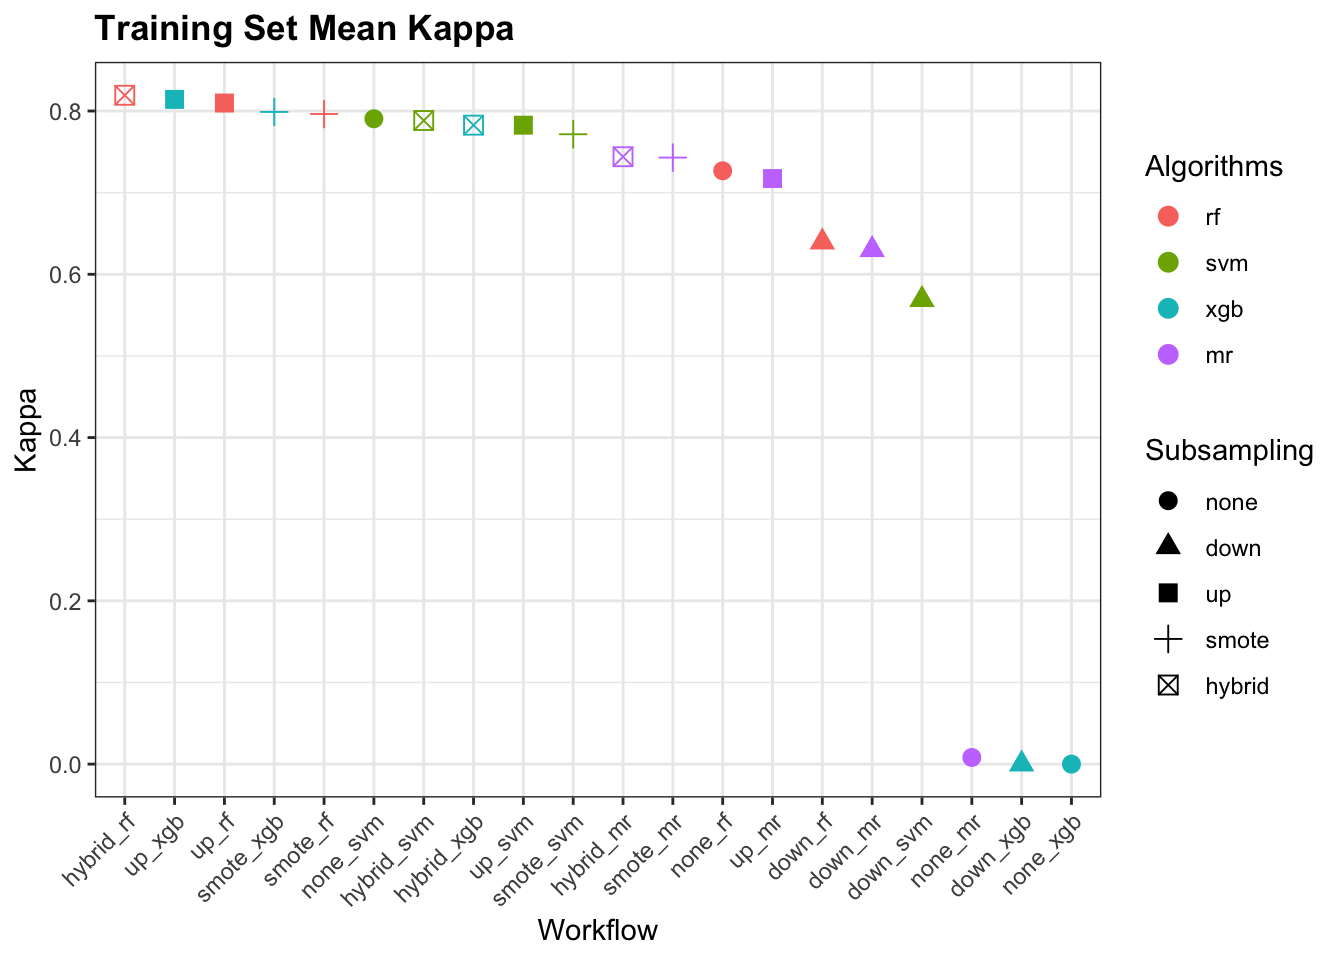 Training Set Mean Kappa
Kappa
0.8
0.6
0.4
0.2
0.0
hybrid_rf
up_xgb
up_rf
smote_xgb
smote_rf
none_svm
hybrid_svm
hybrid_xgb
up_svm
smote_svm
hybrid_mr
smote_mr
none_rf
up_mr
down_rf
down_mr
down_svm
none_mr
down_xgb
none_xgb
Workflow
Algorithms
rf
svm
xgb
mr
Subsampling
none
down
up
smote
hybrid